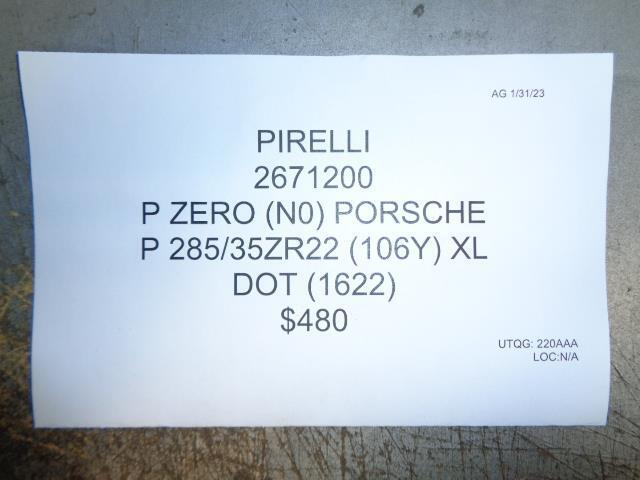 AG 1/31/23
PIRELLI
2671200
P ZERO (N0) PORSCHE
P 285/35ZR22 (106Y) XL
DOT (1622)
$480
UTQG: 220AAA
LOC:N/A